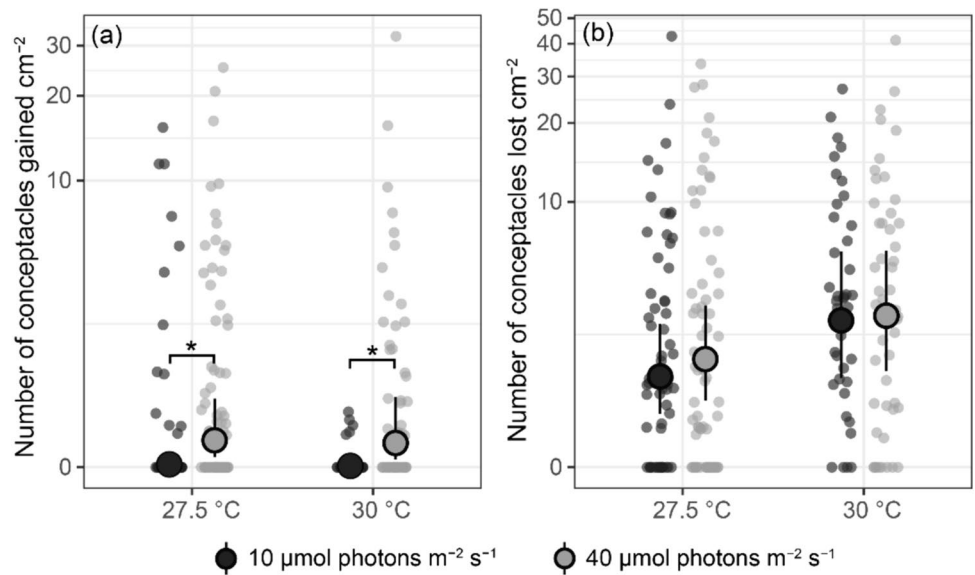 Number of conceptacles gained cm⁻²
(a)
30
20
10
0
*
*
27.5 °C
30 °C
Number of conceptacles lost cm⁻²
(b)
50
40
30
20
10
0
27.5 °C
30 °C
10 μmol photons m⁻² s⁻¹
40 μmol photons m⁻² s⁻¹